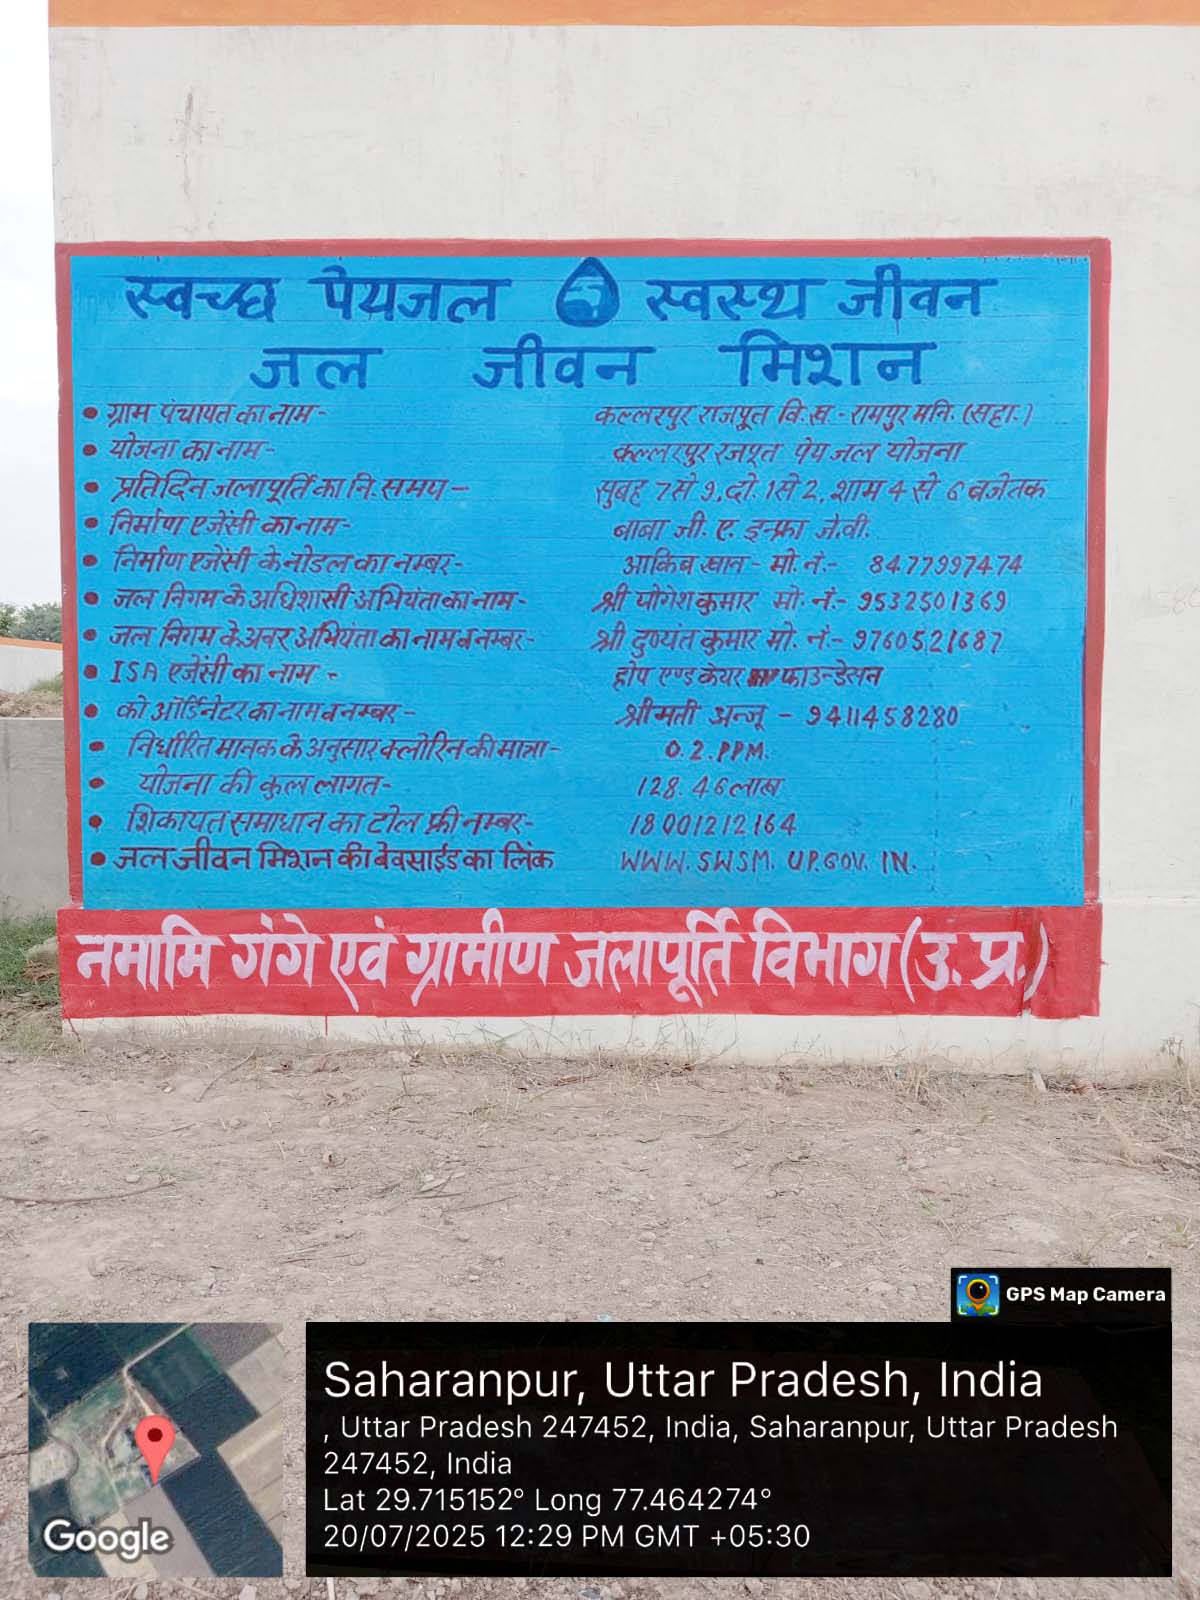 स्वच्छ पेयजल स्वस्थ जीवन
जल जीवन मिशन
• ग्राम पंचायत का नाम - कल्लरपुर राजपूत वि.ख.- रामपुर मनि. (सहा.)
• योजना का नाम - कल्लरपुर रजपूत पेय जल योजना
• प्रतिदिन जलापूर्ति का नि. समय - सुबह 7 से 9, दो. 1 से 2, शाम 4 से 6 बजे तक
• निर्माण एजेंसी का नाम - बाबा जी. ए. इन्फ्रा जे.वी.
• निर्माण एजेंसी के नोडल का नम्बर - आकिब खान - मो. नं.- 8477997474
• जल निगम के अधिशासी अभियंता का नाम - श्री योगेश कुमार मो. नं.- 9532501369
• जल निगम के अवर अभियंता का नाम व नम्बर - श्री दुष्यंत कुमार मो. नं.- 9760521687
• ISA एजेंसी का नाम - होप एण्ड केयर फाउन्डेसन
• को ऑर्डिनेटर का नाम व नम्बर - श्रीमती अन्जू - 9411458280
• निर्धारित मानक के अनुसार क्लोरिन की मात्रा - 0.2.PPM.
• योजना की कुल लागत - 128.46 लाख
• शिकायत समाधान का टोल फ्री नम्बर - 18001212164
• जल जीवन मिशन की बेवसाईड का लिंक WWW.SWSM.UP.GOV.IN.
नमामि गंगे एवं ग्रामीण जलापूर्ति विभाग (उ. प्र.)
GPS Map Camera
Saharanpur, Uttar Pradesh, India
, Uttar Pradesh 247452, India, Saharanpur, Uttar Pradesh
247452, India
Lat 29.715152° Long 77.464274°
20/07/2025 12:29 PM GMT +05:30
Google